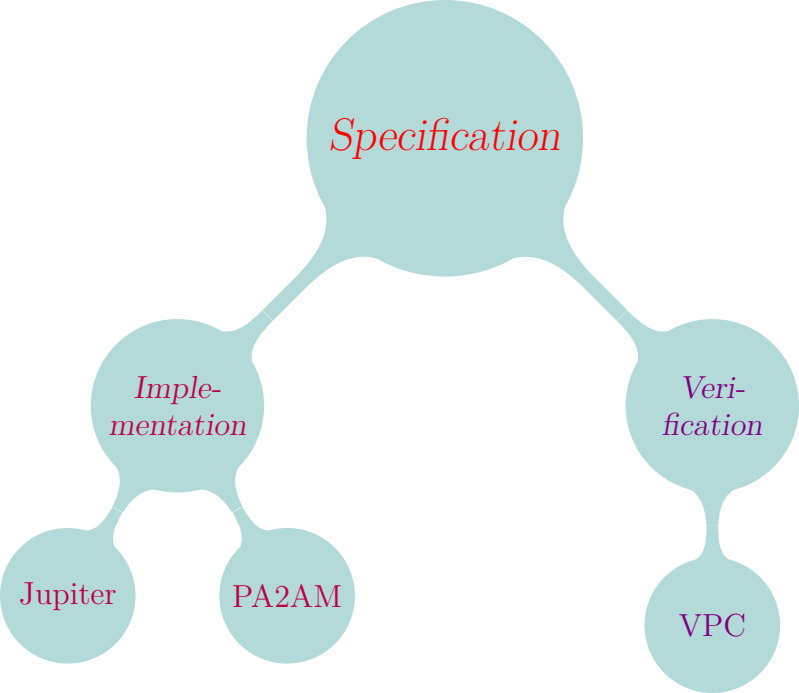 Specification
Imple-
mentation
Veri-
fication
Jupiter
PA2AM
VPC